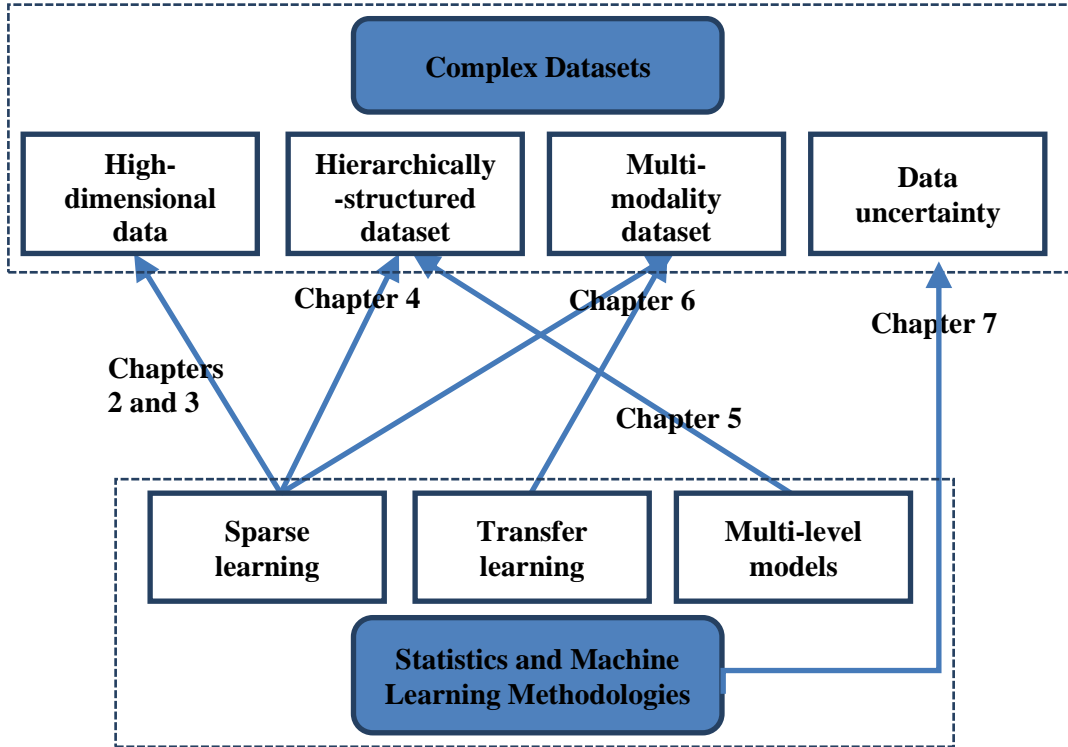 Complex Datasets
High-
dimensional
data
Hierarchically
-structured
dataset
Multi-
modality
dataset
Data
uncertainty
Chapter 4
Chapter 6
Chapter 7
Chapters
2 and 3
Chapter 5
Sparse
learning
Transfer
learning
Multi-level
models
Statistics and Machine
Learning Methodologies